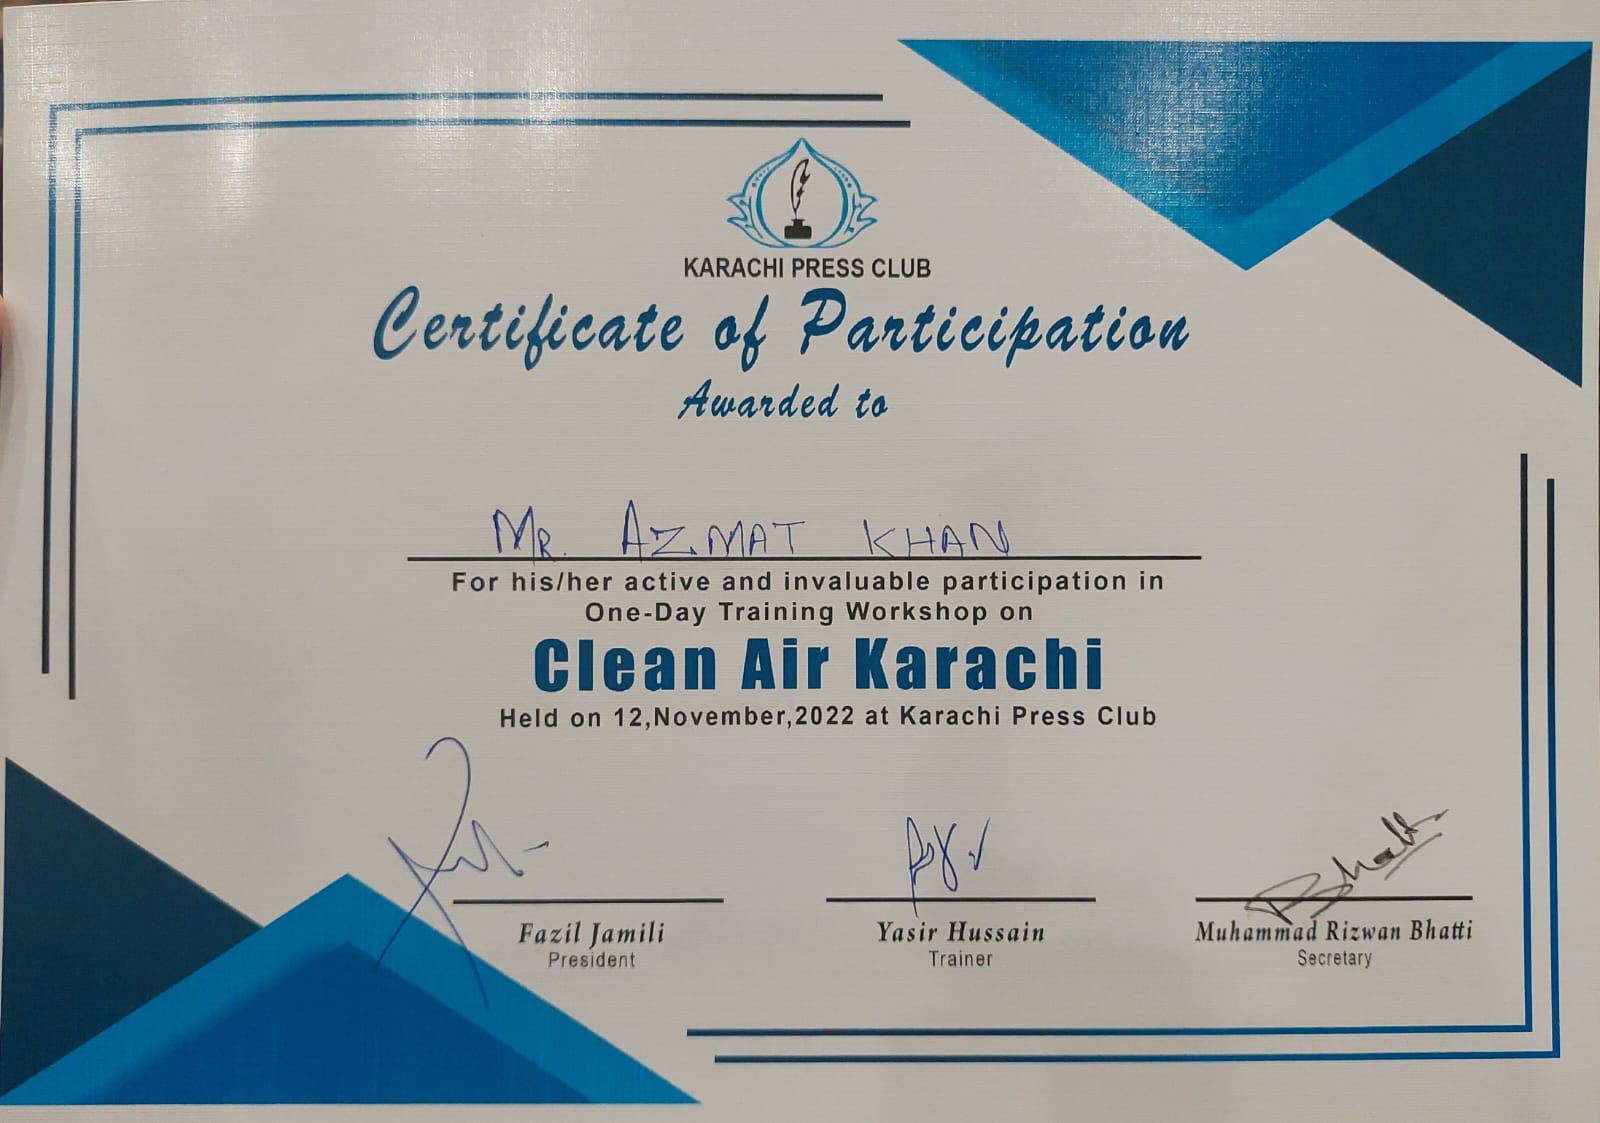 KARACHI PRESS CLUB
Certificate of Participation
Awarded to
MR. AZMAT KHAN
For his/her active and invaluable participation in
One-Day Training Workshop on
Clean Air Karachi
Held on 12,November,2022 at Karachi Press Club
Bhatti
Fazil Jamili Yasir Hussain Muhammad Rizwan Bhatti
President Trainer Secretary